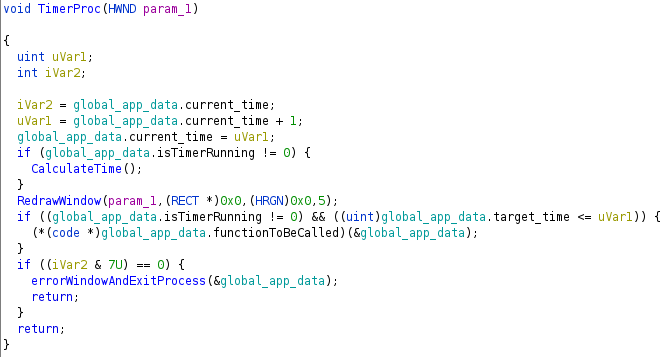 void TimerProc(HWND param_1)
{
uint uVar1;
int iVar2;
iVar2 = global_app_data.current_time;
uVar1 = global_app_data.current_time + 1;
global_app_data.current_time = uVar1;
if (global_app_data.isTimerRunning != 0) {
CalculateTime();
}
RedrawWindow(param_1,(RECT *)0x0,(HRGN)0x0,5);
if ((global_app_data.isTimerRunning != 0) && ((uint)global_app_data.target_time <= uVar1)) {
(*(code *)global_app_data.functionToBeCalled)(&global_app_data);
}
if ((iVar2 & 7U) == 0) {
errorWindowAndExitProcess(&global_app_data);
return;
}
return;
}